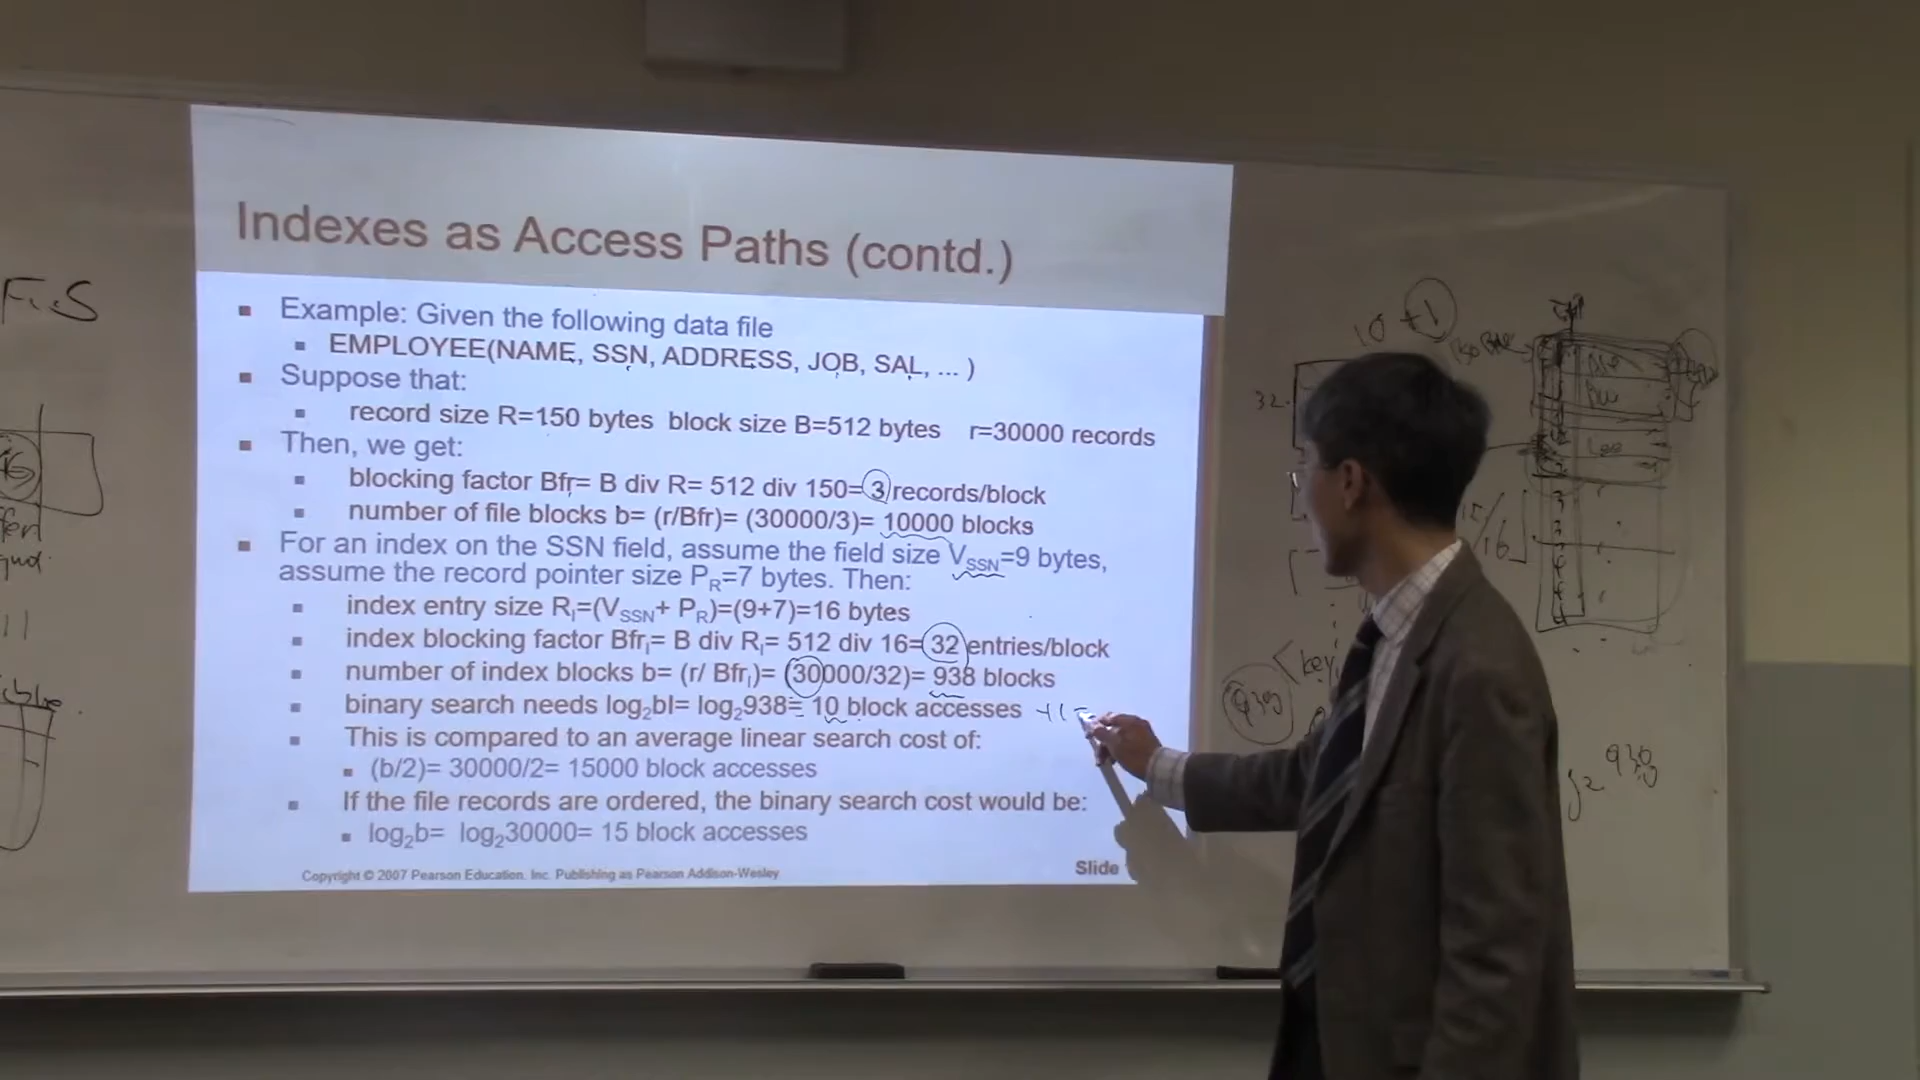 Indexes as Access Paths (contd.)
Example: Given the following data file
EMPLOYEE(NAME, SSN, ADDRESS, JOB, SAL, ... )
Suppose that:
record size R=150 bytes block size B=512 bytes r=30000 records
Then, we get:
blocking factor Bfr= B div R= 512 div 150= 3 records/block
number of file blocks b= (r/Bfr)= (30000/3)= 10000 blocks
For an index on the SSN field, assume the field size VSSN=9 bytes,
assume the record pointer size PR=7 bytes. Then:
index entry size RI=(VSSN+ PR)=(9+7)=16 bytes
index blocking factor BfrI= B div RI= 512 div 16= 32 entries/block
number of index blocks b= (r/ BfrI)= (30000/32)= 938 blocks
binary search needs log2bI= log2938= 10 block accesses
This is compared to an average linear search cost of:
(b/2)= 30000/2= 15000 block accesses
If the file records are ordered, the binary search cost would be:
log2b= log230000= 15 block accesses
Copyright © 2007 Pearson Education, Inc. Publishing as Pearson Addison-Wesley
Slide
10 +1
32
938